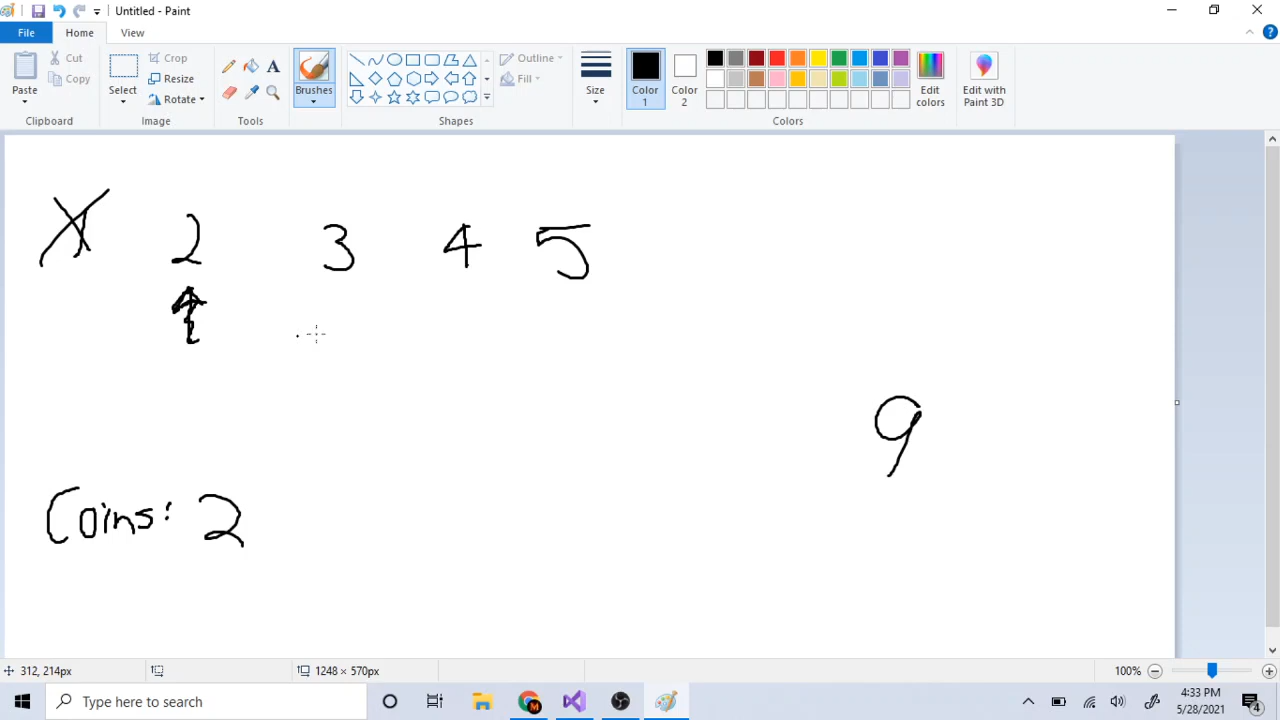 Untitled - Paint
File Home View
Paste
Cut
Copy
Clipboard
Select
Crop
Resize
Rotate
Image
A
Tools
Brushes
Outline
Fill
Shapes
Size
Color 1
Color 2
Edit colors
Colors
Edit with Paint 3D
2 3 4 5
9
Coins: 2
312, 214px
1248 × 570px
100%
Type here to search
M
4:33 PM
5/28/2021
4